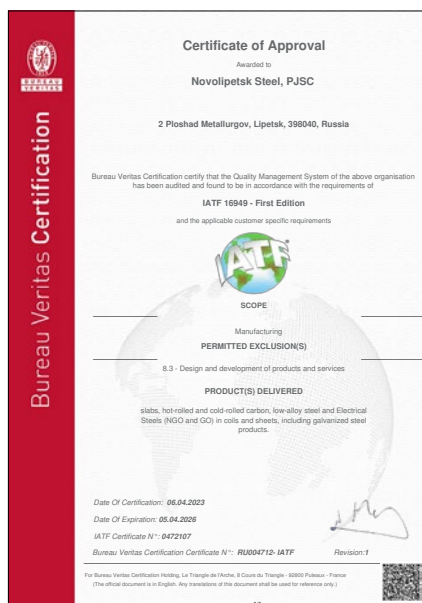 BUREAU
VERITAS
Bureau Veritas Certification
Certificate of Approval
Awarded to
Novolipetsk Steel, PJSC
2 Ploshad Metallurgov, Lipetsk, 398040, Russia
Bureau Veritas Certification certify that the Quality Management System of the above organisation
has been audited and found to be in accordance with the requirements of
IATF 16949 - First Edition
and the applicable customer specific requirements
IATF
SCOPE
Manufacturing
PERMITTED EXCLUSION(S)
8.3 - Design and development of products and services
PRODUCT(S) DELIVERED
slabs, hot-rolled and cold-rolled carbon, low-alloy steel and Electrical
Steels (NGO and GO) in coils and sheets, including galvanized steel
products.
Date Of Certification: 06.04.2023
Date Of Expiration: 05.04.2026
IATF Certificate N°: 0472107
Bureau Veritas Certification Certificate N°: RU004712- IATF Revision:1
For Bureau Veritas Certification Holding, Le Triangle de l'Arche, 8 Cours du Triangle - 92800 Puteaux - France
(The official document is in English. Any translations of this document shall be used for reference only.)